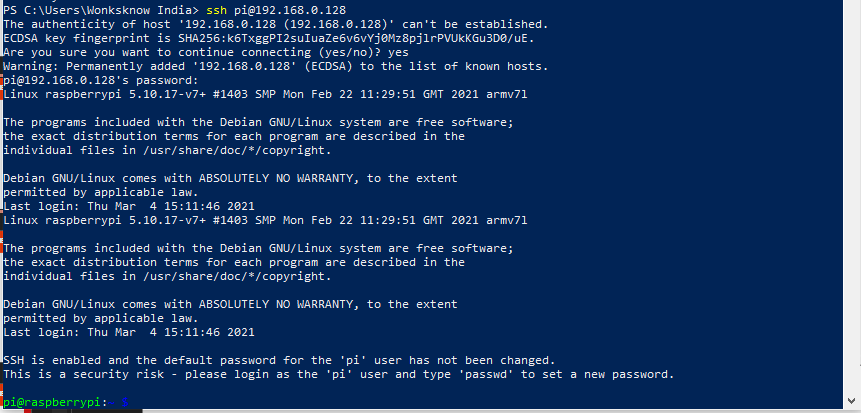 PS C:\Users\Wonksknow India> ssh pi@192.168.0.128
The authenticity of host '192.168.0.128 (192.168.0.128)' can't be established.
ECDSA key fingerprint is SHA256:k6TxggPI2suIuaZe6v6vYj0Mz8pjlrPVUkKGu3D0/uE.
Are you sure you want to continue connecting (yes/no)? yes
Warning: Permanently added '192.168.0.128' (ECDSA) to the list of known hosts.
pi@192.168.0.128's password:
Linux raspberrypi 5.10.17-v7+ #1403 SMP Mon Feb 22 11:29:51 GMT 2021 armv7l

The programs included with the Debian GNU/Linux system are free software;
the exact distribution terms for each program are described in the
individual files in /usr/share/doc/*/copyright.

Debian GNU/Linux comes with ABSOLUTELY NO WARRANTY, to the extent
permitted by applicable law.
Last login: Thu Mar  4 15:11:46 2021
Linux raspberrypi 5.10.17-v7+ #1403 SMP Mon Feb 22 11:29:51 GMT 2021 armv7l

The programs included with the Debian GNU/Linux system are free software;
the exact distribution terms for each program are described in the
individual files in /usr/share/doc/*/copyright.

Debian GNU/Linux comes with ABSOLUTELY NO WARRANTY, to the extent
permitted by applicable law.
Last login: Thu Mar  4 15:11:46 2021

SSH is enabled and the default password for the 'pi' user has not been changed.
This is a security risk - please login as the 'pi' user and type 'passwd' to set a new password.

pi@raspberrypi:~ $